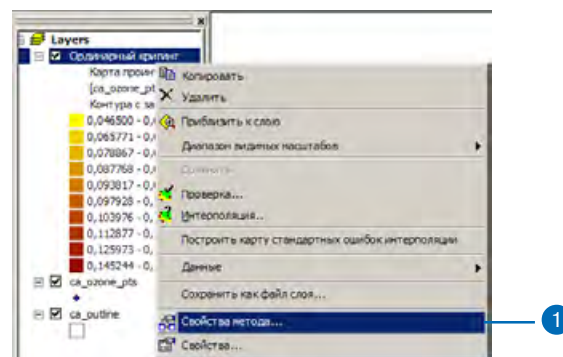 Layers
Ординарный кригинг
Карта проин
[ca_ozone_pt
Контура с за
0,046500 - 0,
0,065771 - 0,
0,078867 - 0,
0,087768 - 0,
0,093817 - 0,
0,097928 - 0,
0,103976 - 0,
0,112877 - 0,
0,125973 - 0,
0,145244 - 0,
ca_ozone_pts
ca_outline
Копировать
Удалить
Приблизить к слою
Диапазон видимых масштабов
Сравнить
Проверка...
Интерполяция...
Построить карту стандартных ошибок интерполяции
Данные
Сохранить как файл слоя...
Свойства метода...
Свойства...
1